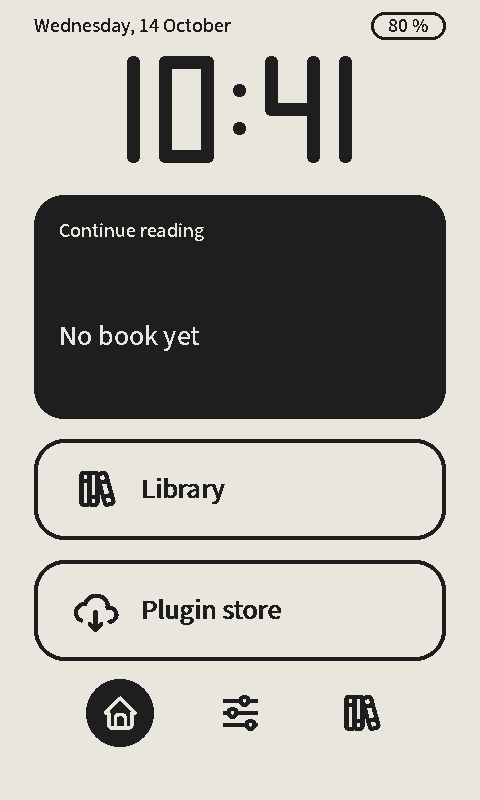 Wednesday, 14 October
80 %
10:41
Continue reading
No book yet
Library
Plugin store